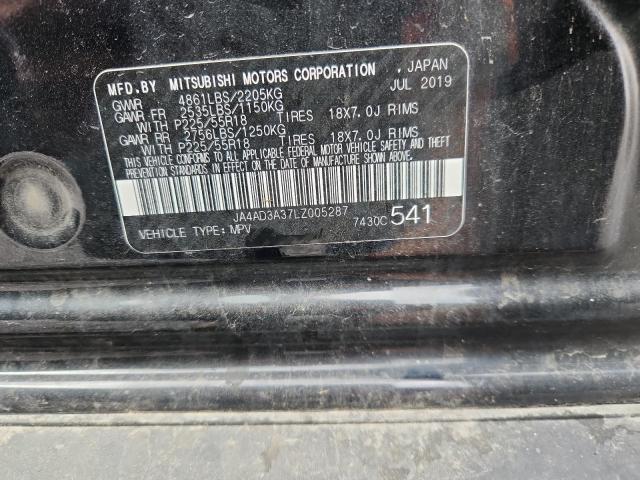 MFD.BY MITSUBISHI MOTORS CORPORATION , JAPAN
GVWR 4861LBS/2205KG JUL 2019
GAWR FR 2535LBS/1150KG
WITH P225/55R18 TIRES 18X7.0J RIMS
GAWR RR 2756LBS/1250KG
WITH P225/55R18 TIRES 18X7.0J RIMS
THIS VEHICLE CONFORMS TO ALL APPLICABLE FEDERAL MOTOR VEHICLE SAFETY AND THEFT
PREVENTION STANDARDS IN EFFECT ON THE DATE OF MANUFACTURE SHOWN ABOVE.
JA4AD3A37LZ005287
VEHICLE TYPE: MPV 7430C 541